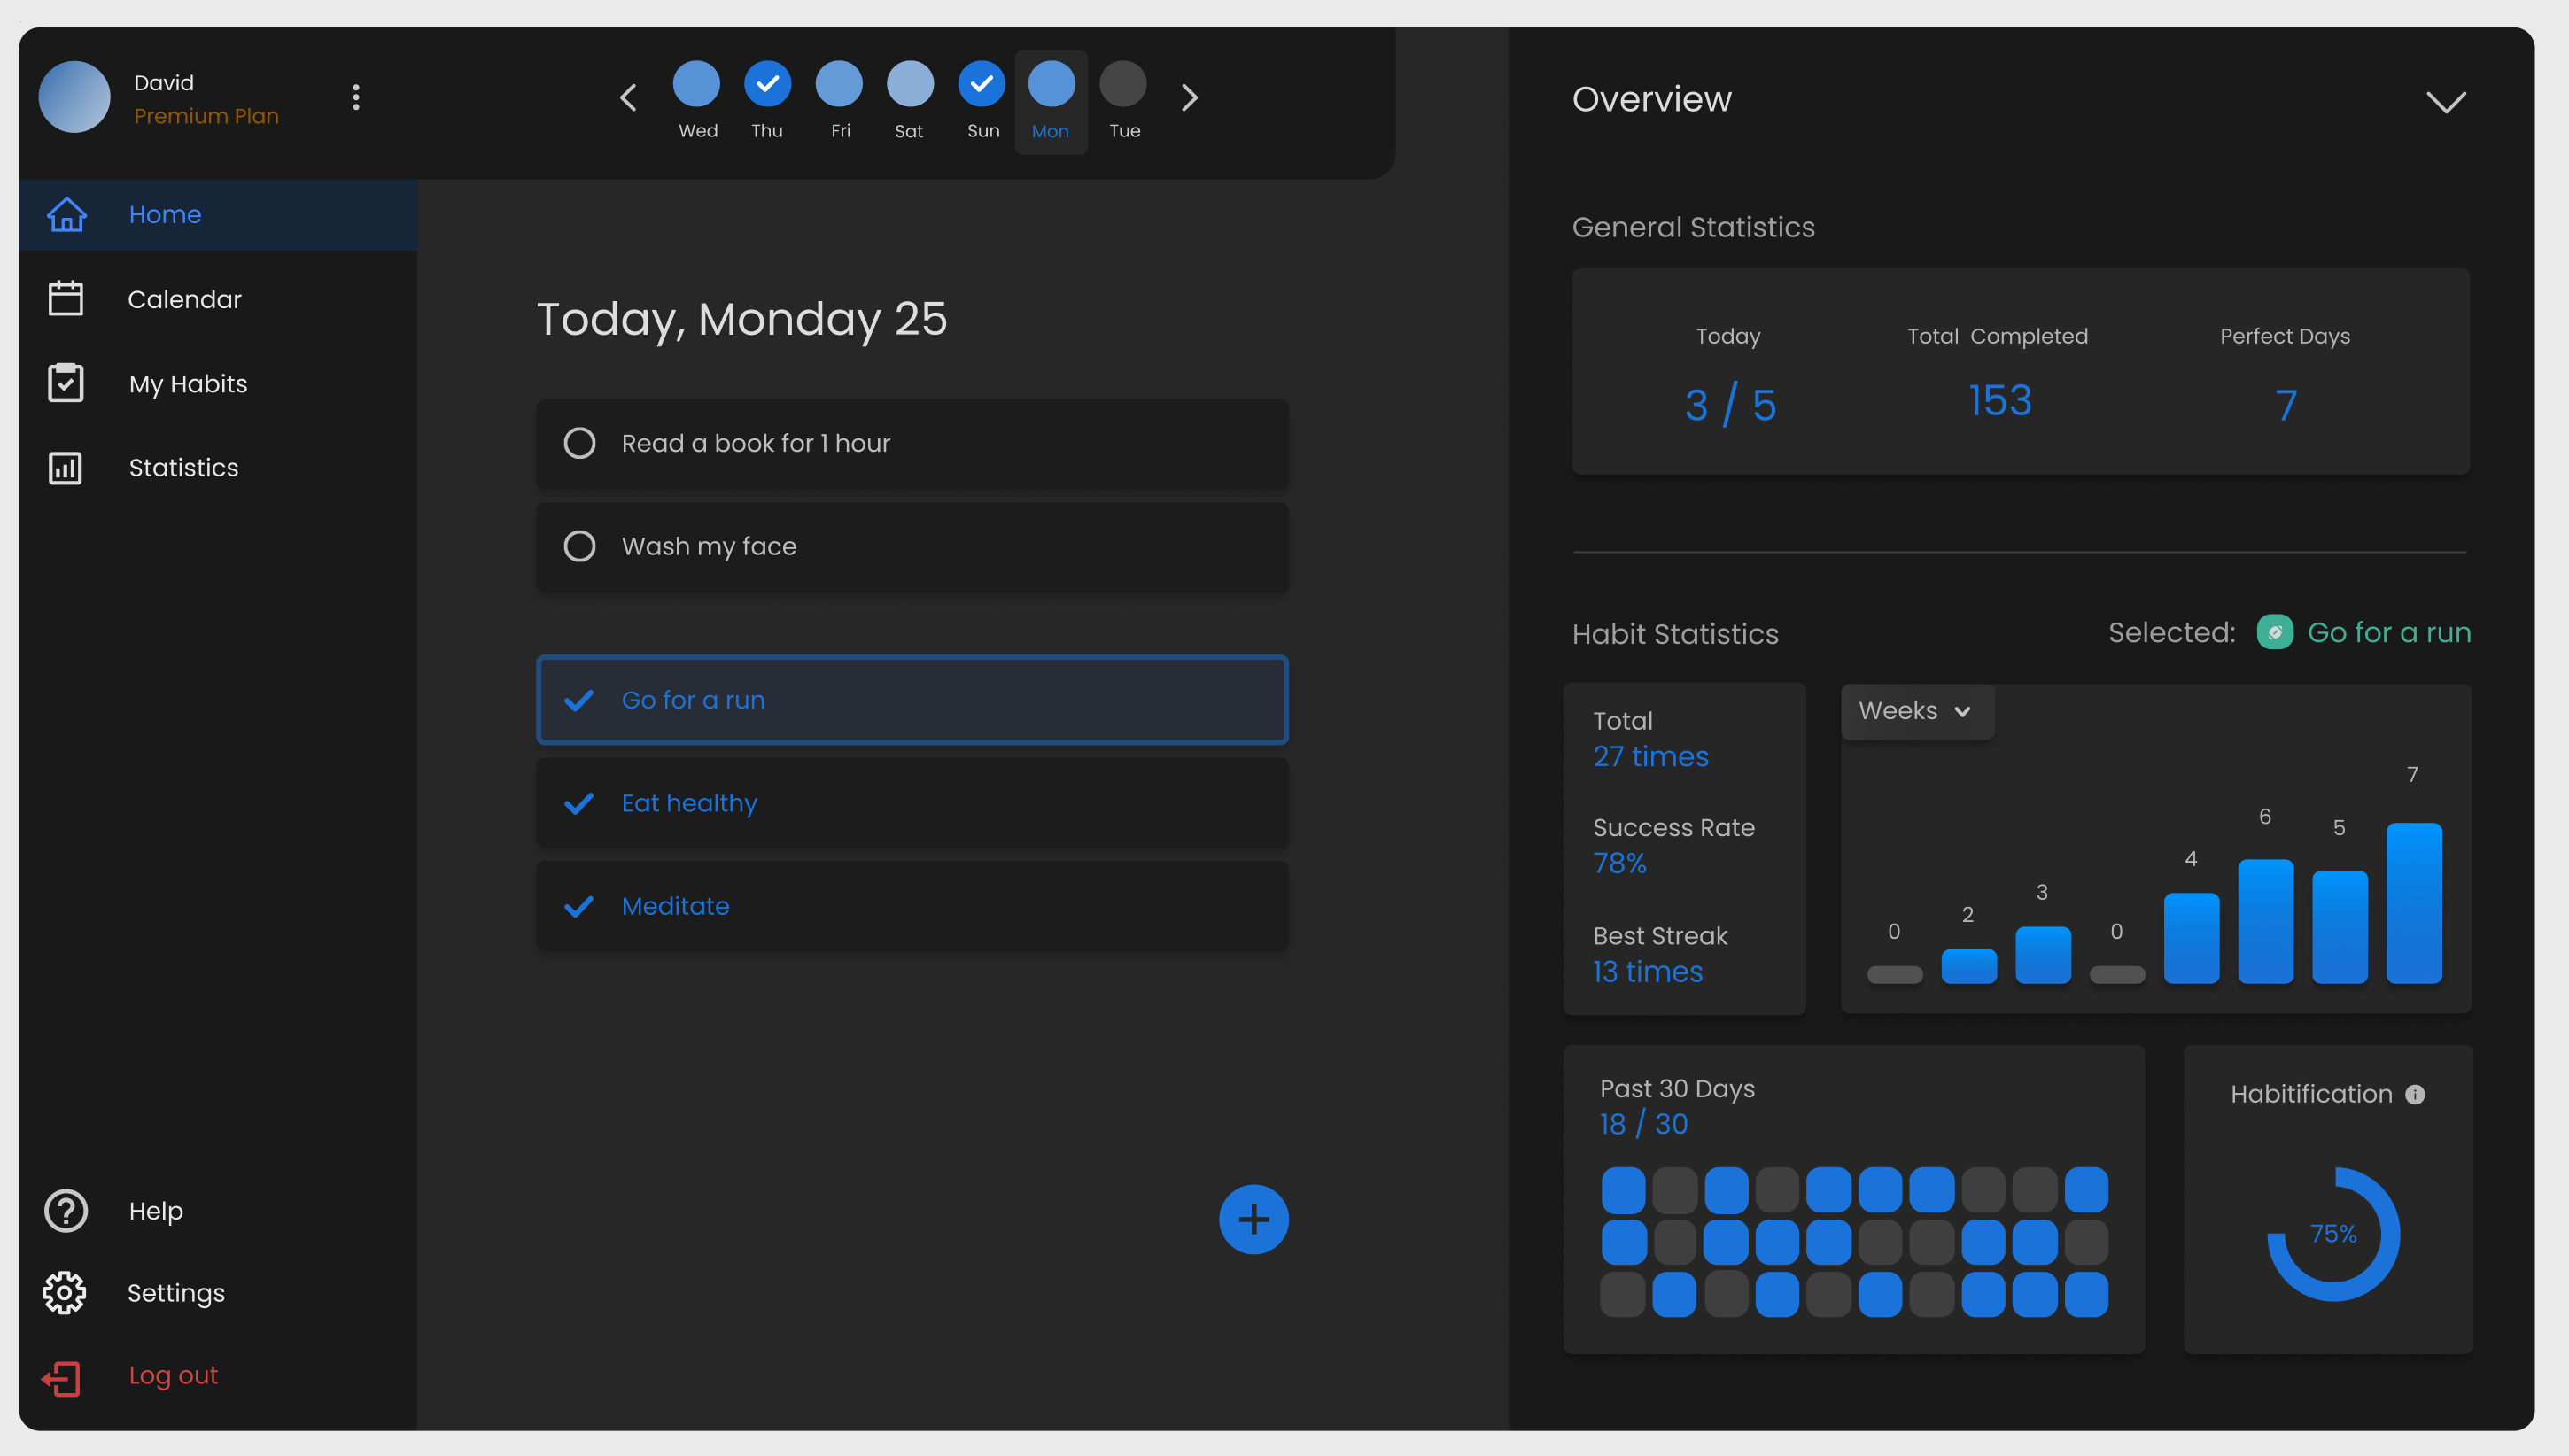 David
Premium Plan
Wed Thu Fri Sat Sun Mon Tue
Home
Calendar
My Habits
Statistics
Help
Settings
Log out
Today, Monday 25
Read a book for 1 hour
Wash my face
Go for a run
Eat healthy
Meditate
Overview
General Statistics
Today
3 / 5
Total Completed
153
Perfect Days
7
Habit Statistics
Selected: Go for a run
Total
27 times
Success Rate
78%
Best Streak
13 times
Weeks
0 2 3 0 4 6 5 7
Past 30 Days
18 / 30
Habitification
75%